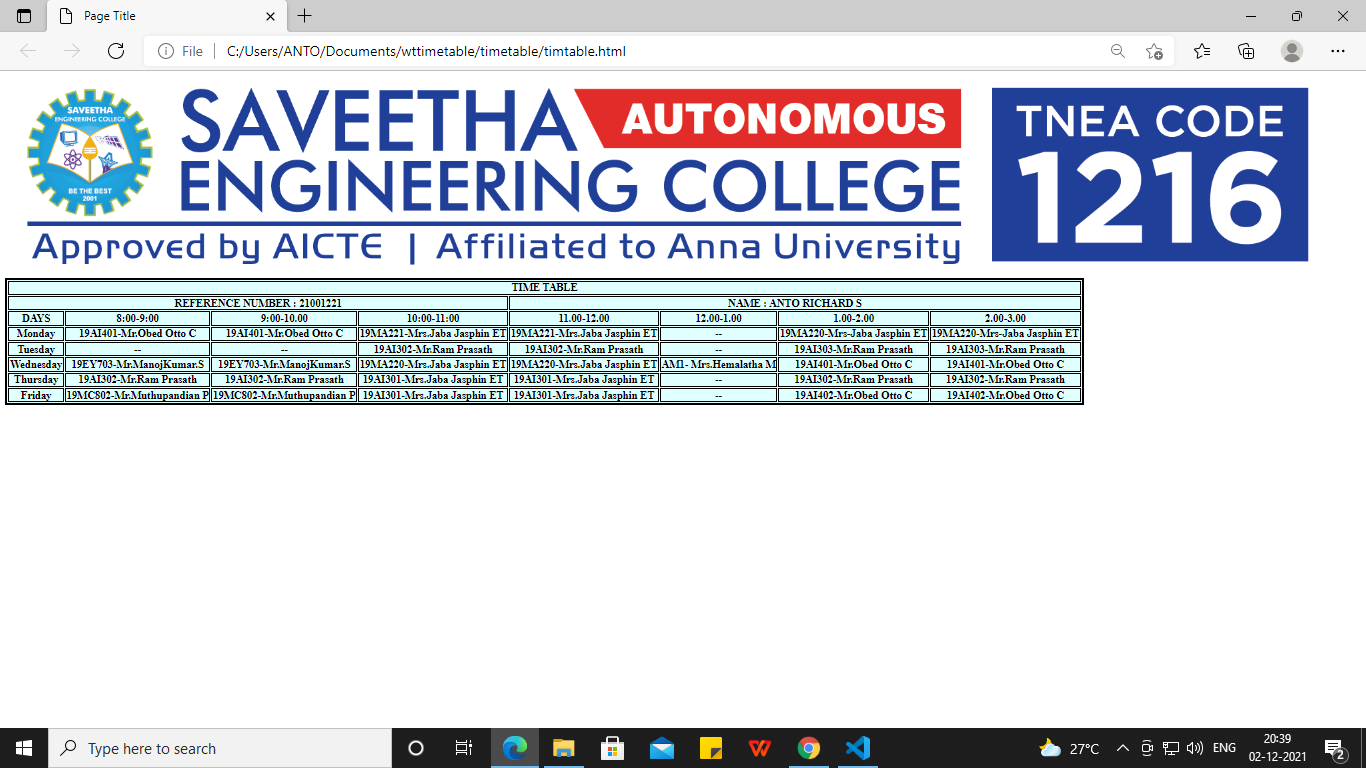 Page Title
File
C:/Users/ANTO/Documents/wttimetable/timetable/timtable.html
SAVEETHA
ENGINEERING COLLEGE
BE THE BEST
2001
SAVEETHA AUTONOMOUS
ENGINEERING COLLEGE
Approved by AICTE | Affiliated to Anna University
TNEA CODE
1216
TIME TABLE
REFERENCE NUMBER : 21001221 NAME : ANTO RICHARD S
DAYS 8:00-9:00 9:00-10.00 10:00-11:00 11.00-12.00 12.00-1.00 1.00-2.00 2.00-3.00
Monday 19AI401-Mr.Obed Otto C 19AI401-Mr.Obed Otto C 19MA221-Mrs.Jaba Jasphin ET 19MA221-Mrs.Jaba Jasphin ET -- 19MA220-Mrs-Jaba Jasphin ET 19MA220-Mrs-Jaba Jasphin ET
Tuesday -- -- 19AI302-Mr.Ram Prasath 19AI302-Mr.Ram Prasath -- 19AI303-Mr.Ram Prasath 19AI303-Mr.Ram Prasath
Wednesday 19EY703-Mr.ManojKumar.S 19EY703-Mr.ManojKumar.S 19MA220-Mrs.Jaba Jasphin ET 19MA220-Mrs.Jaba Jasphin ET AM1- Mrs.Hemalatha M 19AI401-Mr.Obed Otto C 19AI401-Mr.Obed Otto C
Thursday 19AI302-Mr.Ram Prasath 19AI302-Mr.Ram Prasath 19AI301-Mrs.Jaba Jasphin ET 19AI301-Mrs.Jaba Jasphin ET -- 19AI302-Mr.Ram Prasath 19AI302-Mr.Ram Prasath
Friday 19MC802-Mr.Muthupandian P 19MC802-Mr.Muthupandian P 19AI301-Mrs.Jaba Jasphin ET 19AI301-Mrs.Jaba Jasphin ET -- 19AI402-Mr.Obed Otto C 19AI402-Mr.Obed Otto C
Type here to search
27°C
ENG
20:39
02-12-2021
2